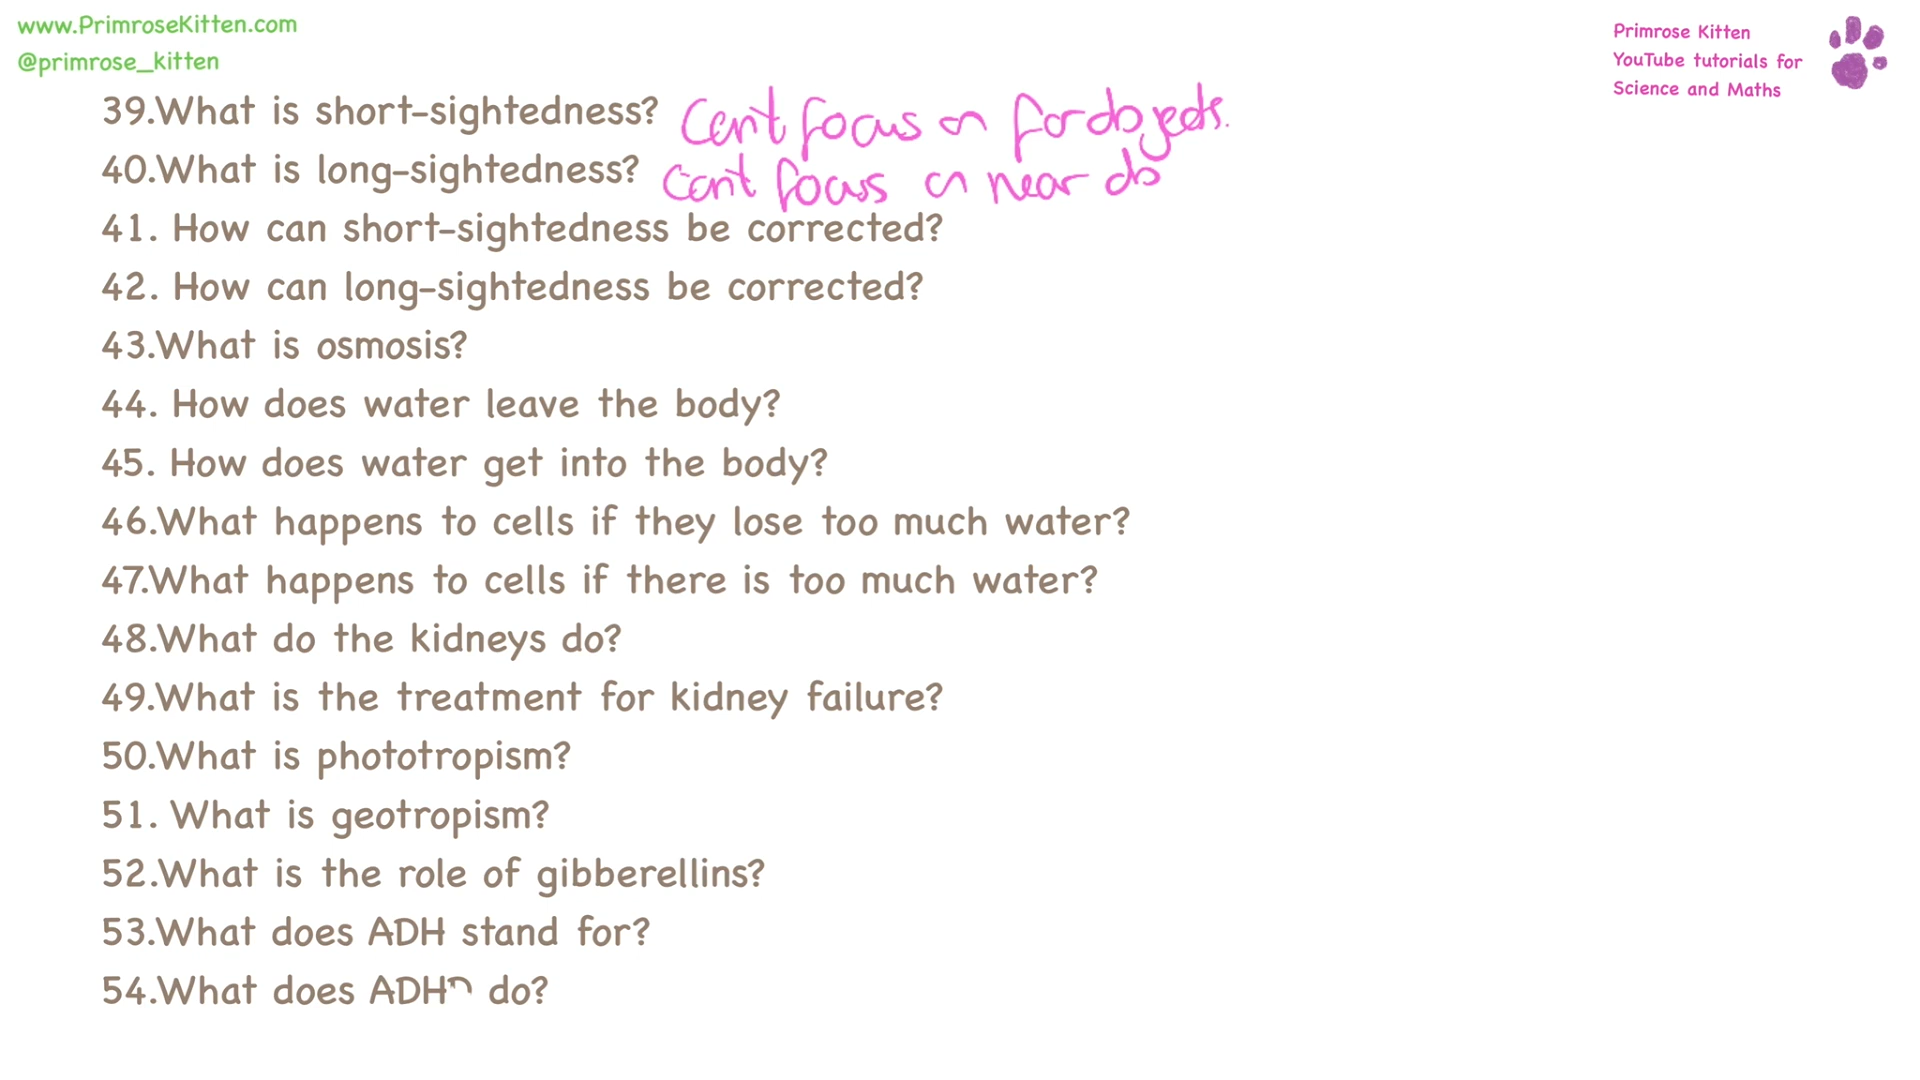 www.PrimroseKitten.com
@primrose_kitten
Primrose Kitten
YouTube tutorials for
Science and Maths
39.What is short-sightedness? Can't focus on far objects.
40.What is long-sightedness? Can't focus on near ob
41. How can short-sightedness be corrected?
42. How can long-sightedness be corrected?
43.What is osmosis?
44. How does water leave the body?
45. How does water get into the body?
46.What happens to cells if they lose too much water?
47.What happens to cells if there is too much water?
48.What do the kidneys do?
49.What is the treatment for kidney failure?
50.What is phototropism?
51. What is geotropism?
52.What is the role of gibberellins?
53.What does ADH stand for?
54.What does ADH do?